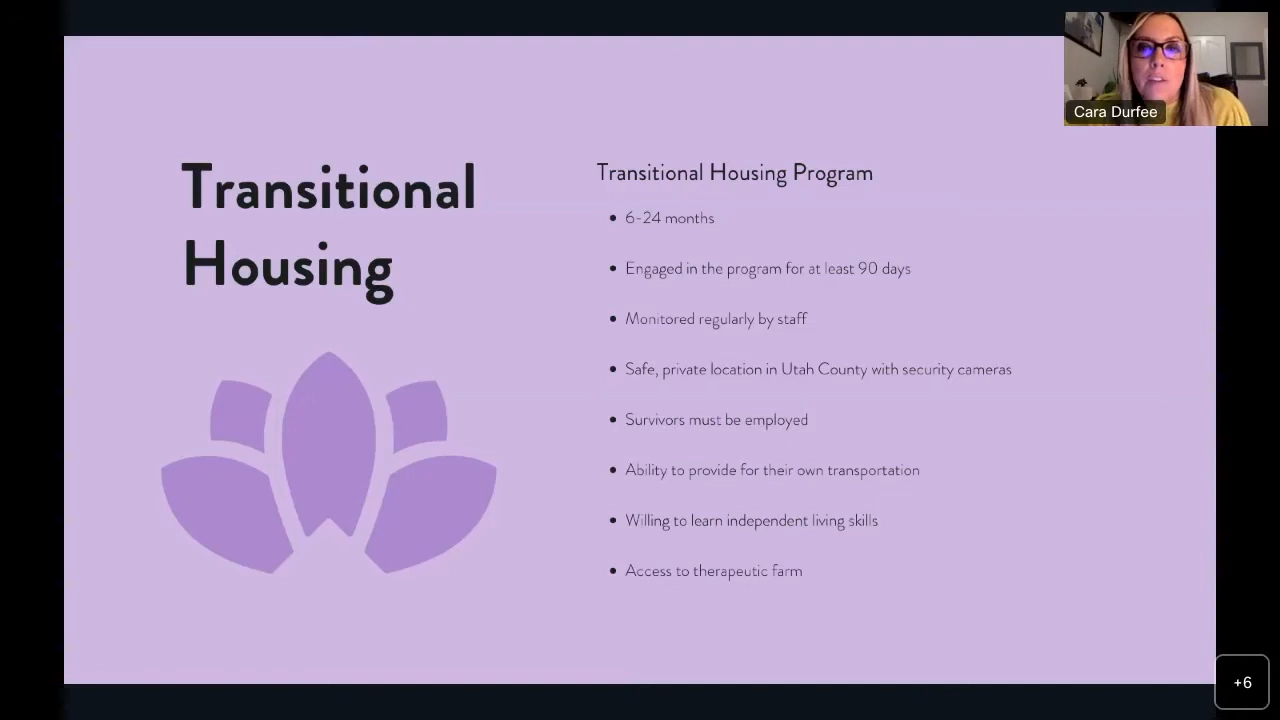 Cara Durfee
Transitional
Housing
Transitional Housing Program
• 6-24 months
• Engaged in the program for at least 90 days
• Monitored regularly by staff
• Safe, private location in Utah County with security cameras
• Survivors must be employed
• Ability to provide for their own transportation
• Willing to learn independent living skills
• Access to therapeutic farm
+6